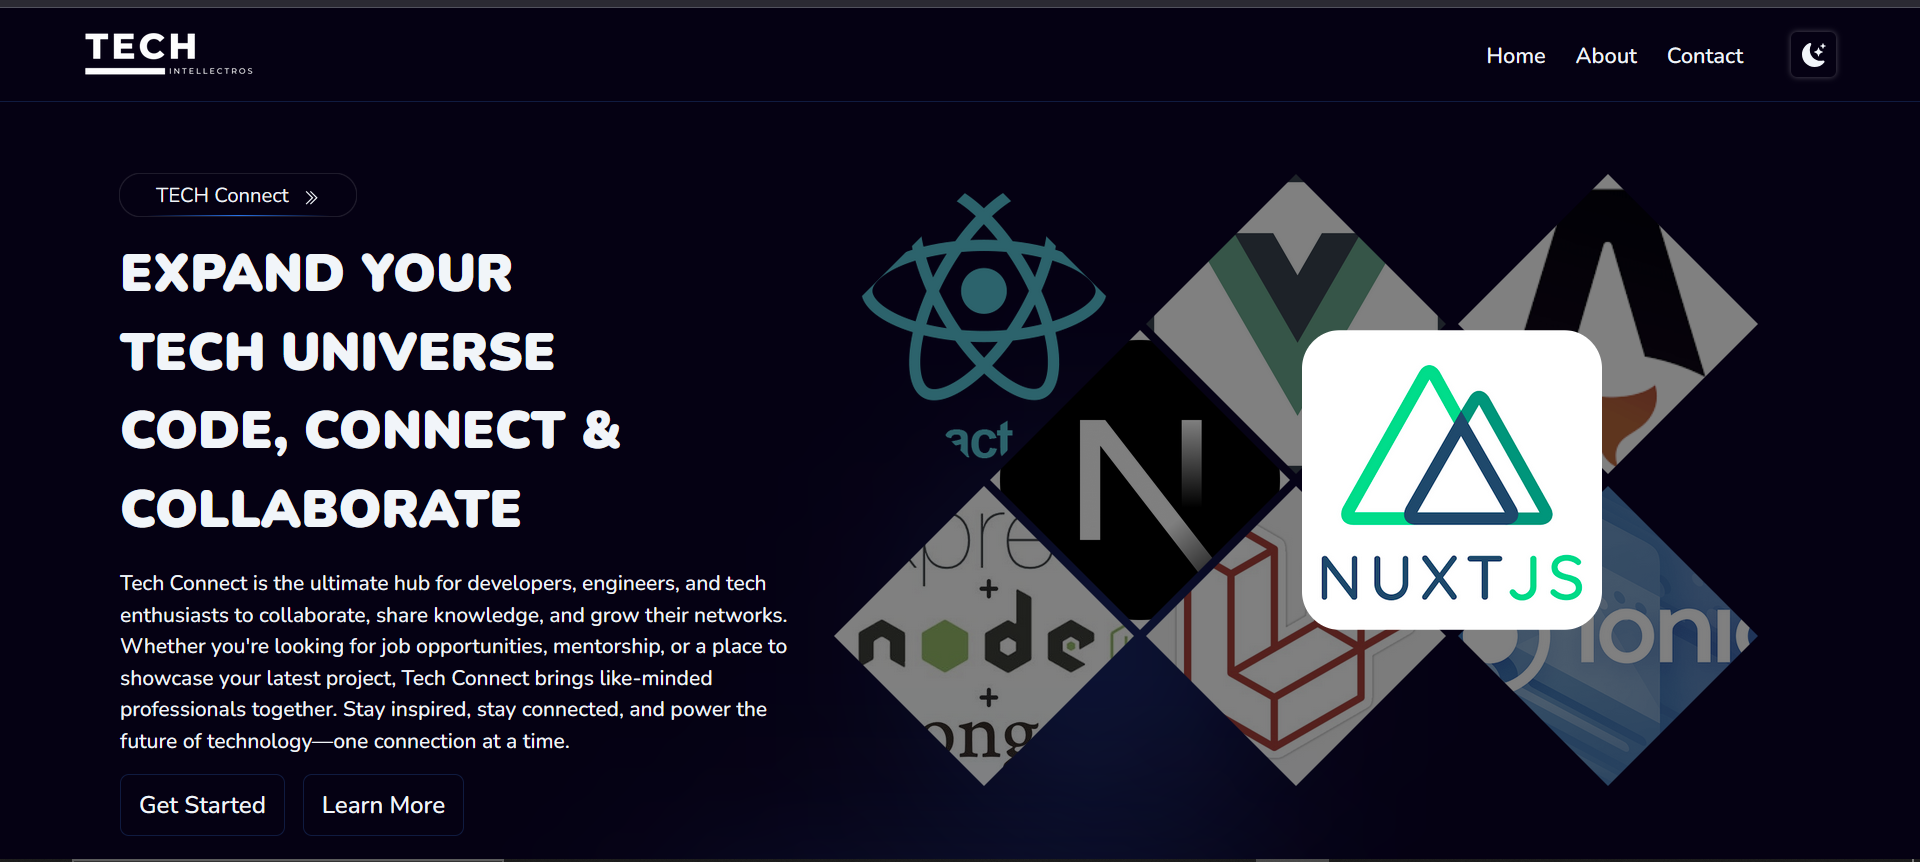 TECH
INTELLECTROS
Home About Contact
TECH Connect
EXPAND YOUR
TECH UNIVERSE
CODE, CONNECT &
COLLABORATE
Tech Connect is the ultimate hub for developers, engineers, and tech
enthusiasts to collaborate, share knowledge, and grow their networks.
Whether you're looking for job opportunities, mentorship, or a place to
showcase your latest project, Tech Connect brings like-minded
professionals together. Stay inspired, stay connected, and power the
future of technology—one connection at a time.
Get Started Learn More
act
N
pre
+
node
+
ong
NUXTJS
ioni